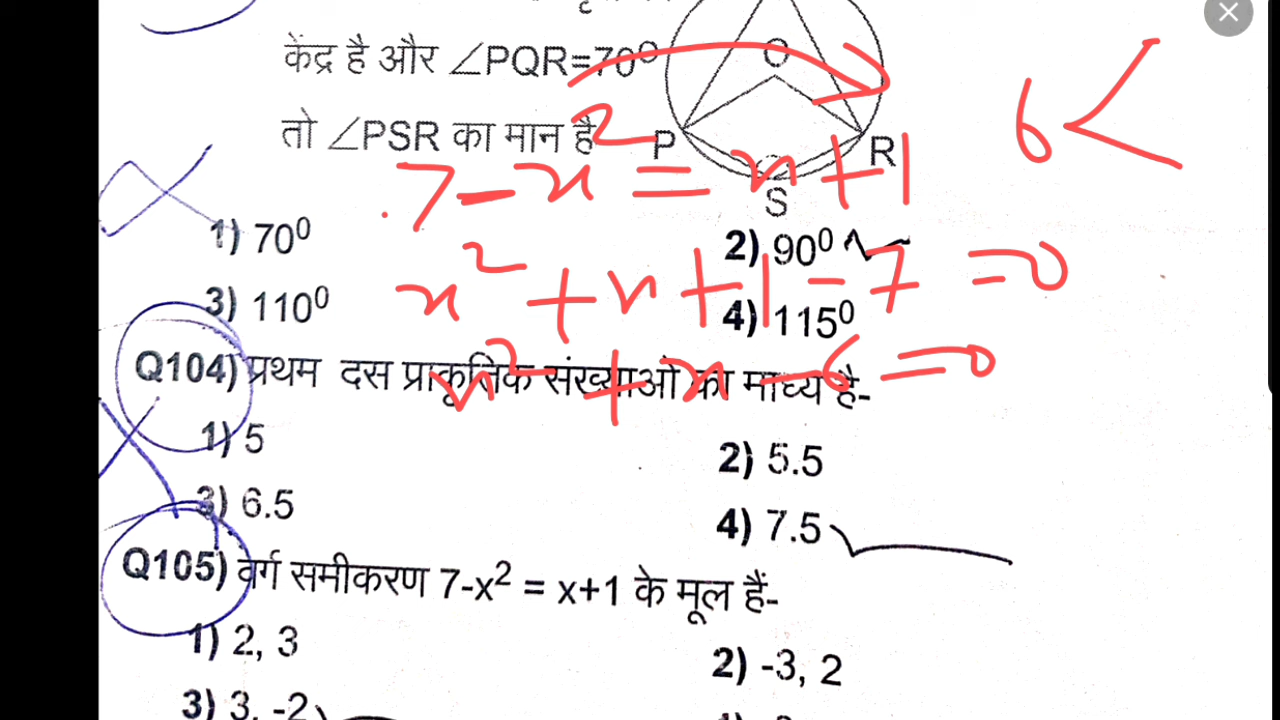 केंद्र है और ∠PQR=70⁰
तो ∠PSR का मान है
O
P
R
S
6
7-x² = x+1
1) 70⁰
2) 90⁰
x²+x+1-7=0
3) 110⁰
4) 115⁰
x²+x-6=0
Q104) प्रथम दस प्राकृतिक संख्याओं का माध्य है-
1) 5
2) 5.5
3) 6.5
4) 7.5
Q105) वर्ग समीकरण 7-x² = x+1 के मूल हैं-
1) 2, 3
2) -3, 2
3) 3, -2